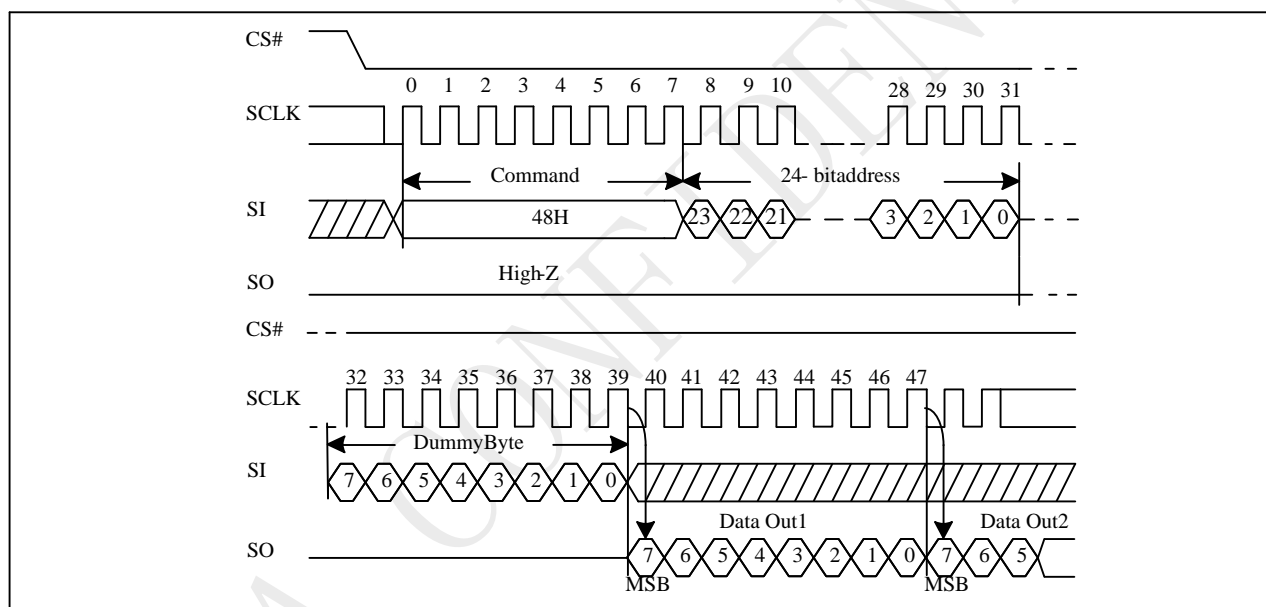 CS#
0 1 2 3 4 5 6 7 8 9 10 28 29 30 31
SCLK
Command 24- bitaddress
SI 48H 23 22 21 3 2 1 0
High-Z
SO
CS#
32 33 34 35 36 37 38 39 40 41 42 43 44 45 46 47
SCLK
DummyByte
SI 7 6 5 4 3 2 1 0
Data Out1 Data Out2
SO 7 6 5 4 3 2 1 0 7 6 5
MSB MSB